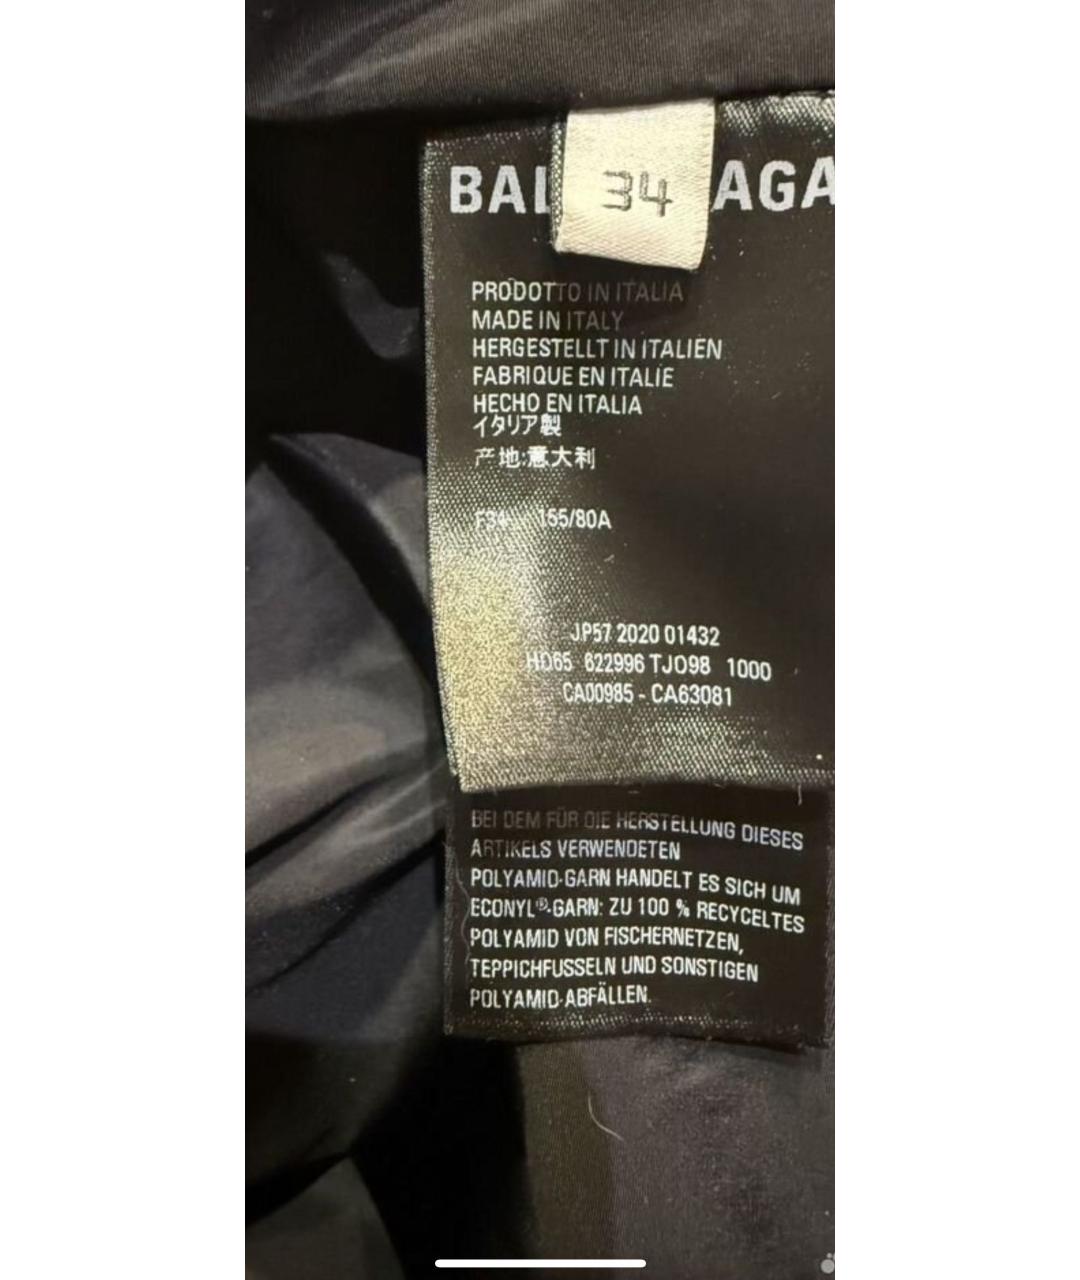 BAL AGA
34
PRODOTTO IN ITALIA
MADE IN ITALY
HERGESTELLT IN ITALIEN
FABRIQUE EN ITALIE
HECHO EN ITALIA
イタリア製
产地:意大利
F34 155/80A
JP57 2020 01432
HD65 622996 TJO98 1000
CA00985 - CA63081
BEI DEM FÜR DIE HERSTELLUNG DIESES
ARTIKELS VERWENDETEN
POLYAMID-GARN HANDELT ES SICH UM
ECONYL®-GARN: ZU 100 % RECYCELTES
POLYAMID VON FISCHERNETZEN,
TEPPICHFUSSELN UND SONSTIGEN
POLYAMID-ABFÄLLEN.